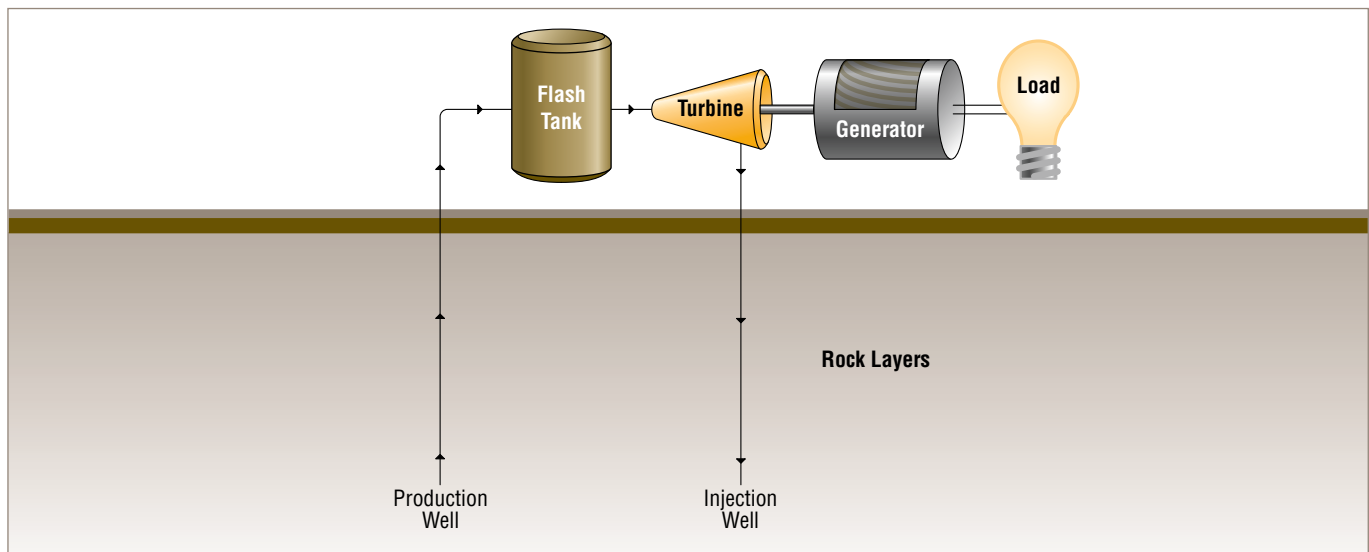 Flash
Tank
Turbine
Generator
Load
Rock Layers
Production
Well
Injection
Well